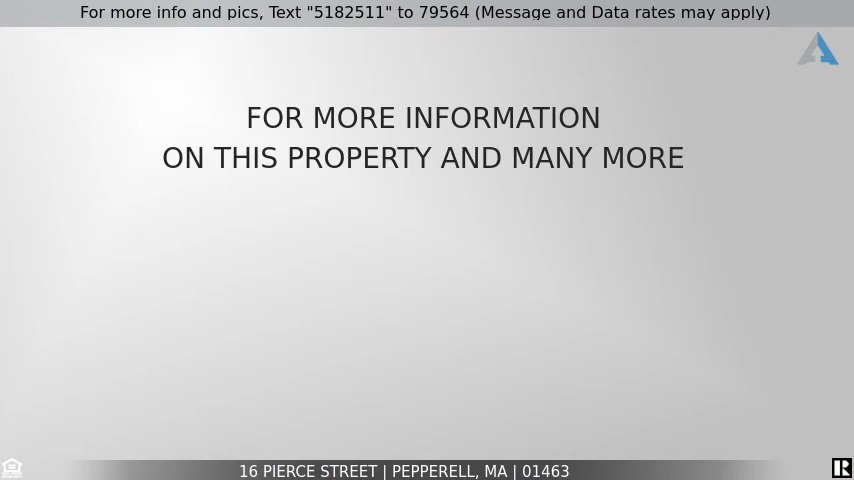 For more info and pics, Text "5182511" to 79564 (Message and Data rates may apply)
FOR MORE INFORMATION
ON THIS PROPERTY AND MANY MORE
16 PIERCE STREET | PEPPERELL, MA | 01463